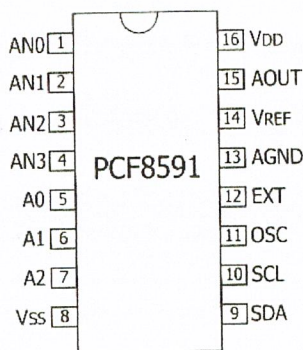 AN0 1
AN1 2
AN2 3
AN3 4
A0 5
A1 6
A2 7
VSS 8
PCF8591
16 VDD
15 AOUT
14 VREF
13 AGND
12 EXT
11 OSC
10 SCL
9 SDA